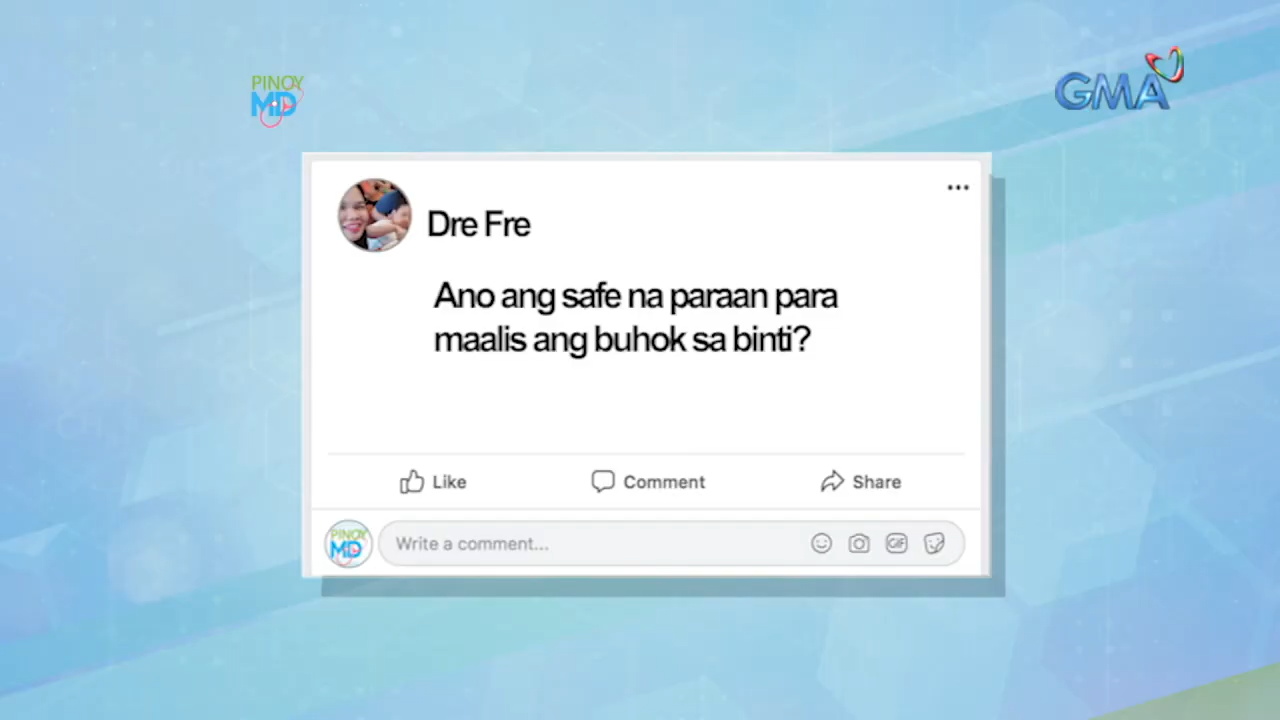 PINOY
MD
GMA
Dre Fre
Ano ang safe na paraan para
maalis ang buhok sa binti?
Like
Comment
Share
PINOY
MD
Write a comment...
GIF